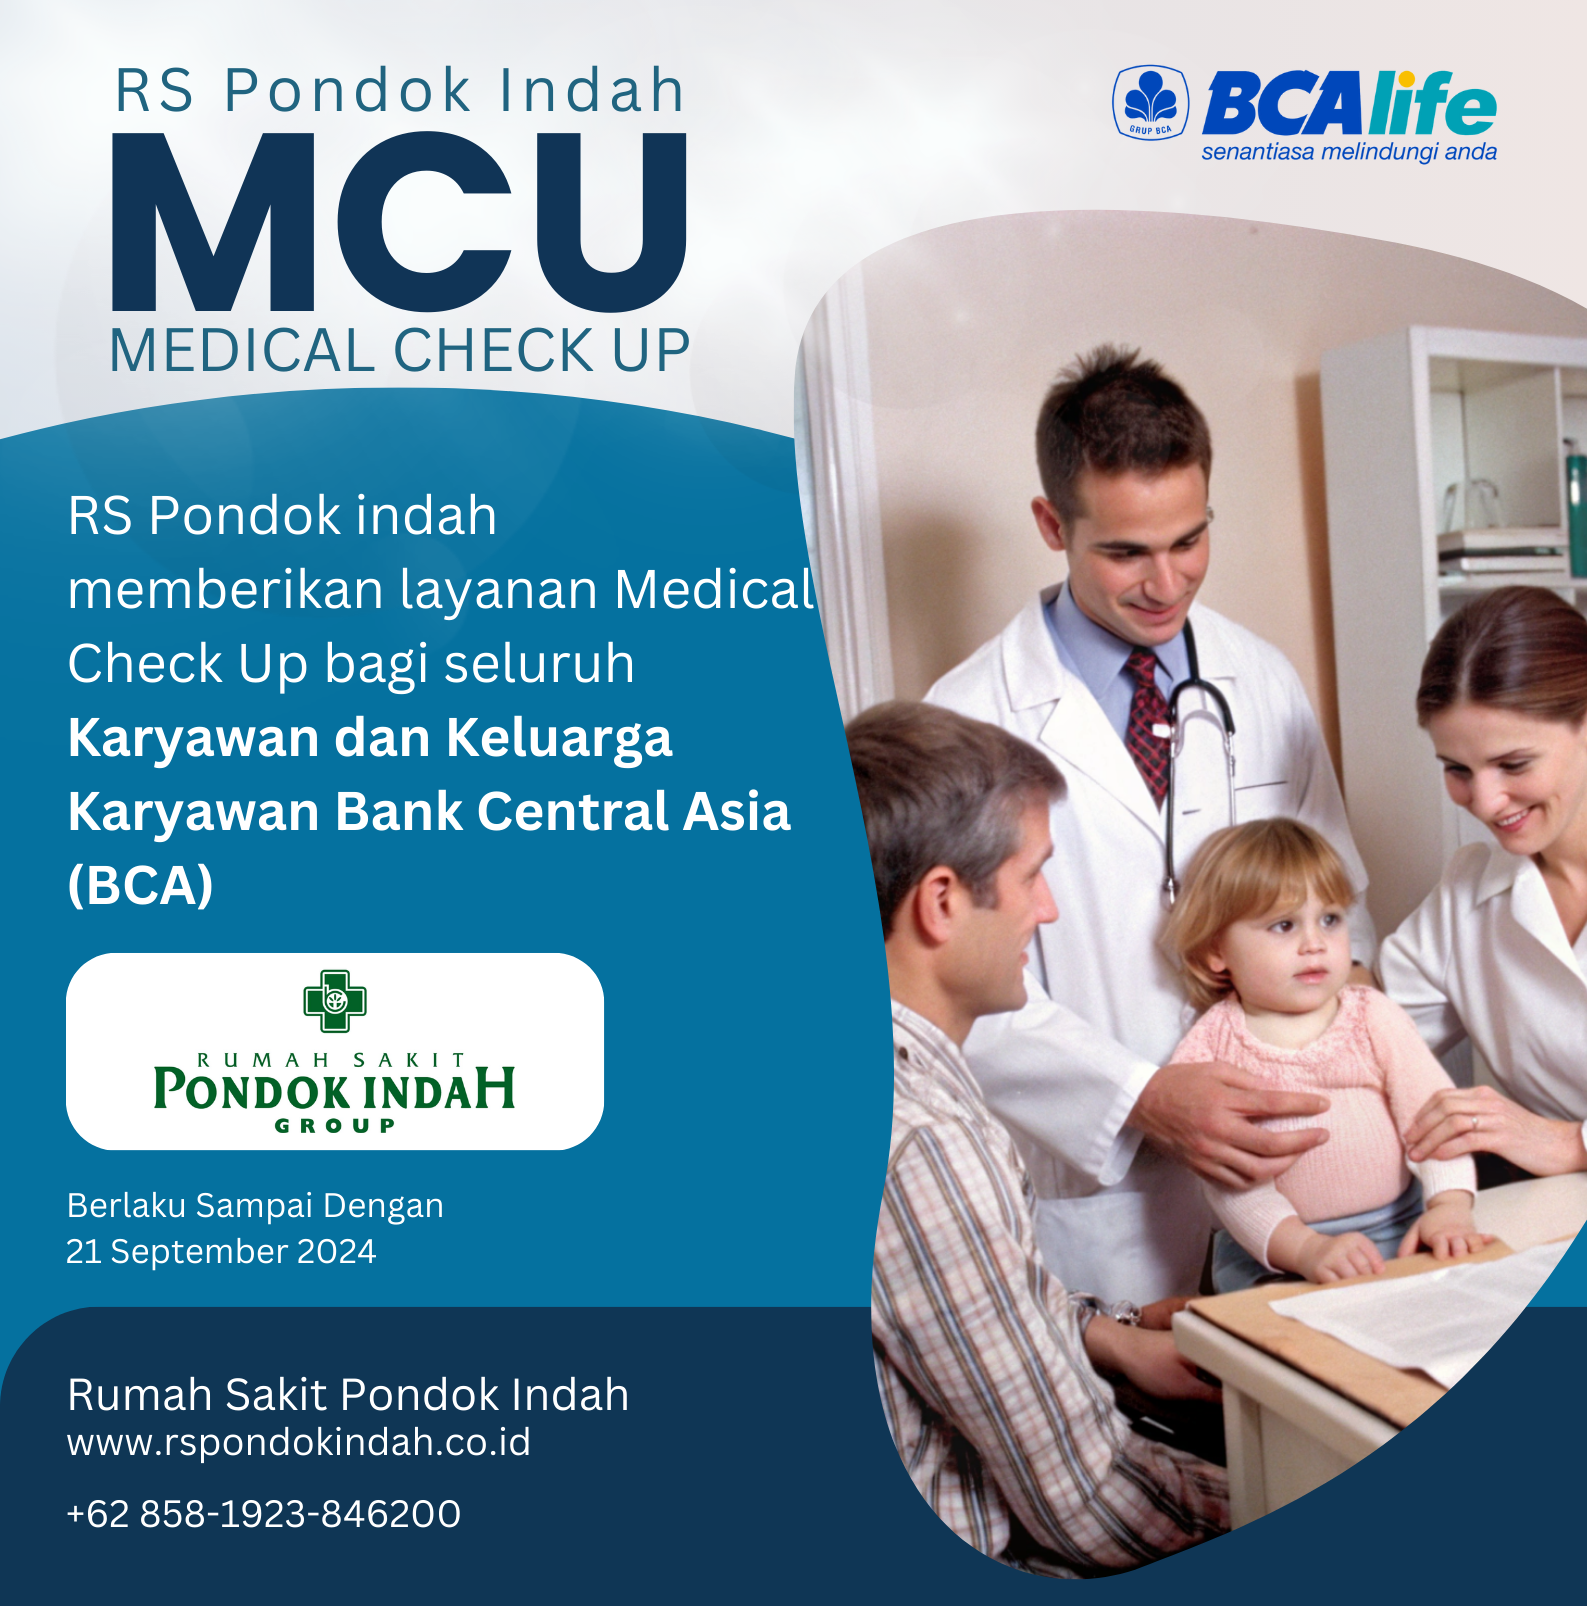 RS Pondok Indah
MCU
MEDICAL CHECK UP
GRUP BCA
BCAlife
senantiasa melindungi anda
RS Pondok indah
memberikan layanan Medical
Check Up bagi seluruh
Karyawan dan Keluarga
Karyawan Bank Central Asia
(BCA)
RUMAH SAKIT
PONDOK INDAH
GROUP
Berlaku Sampai Dengan
21 September 2024
Rumah Sakit Pondok Indah
www.rspondokindah.co.id
+62 858-1923-846200